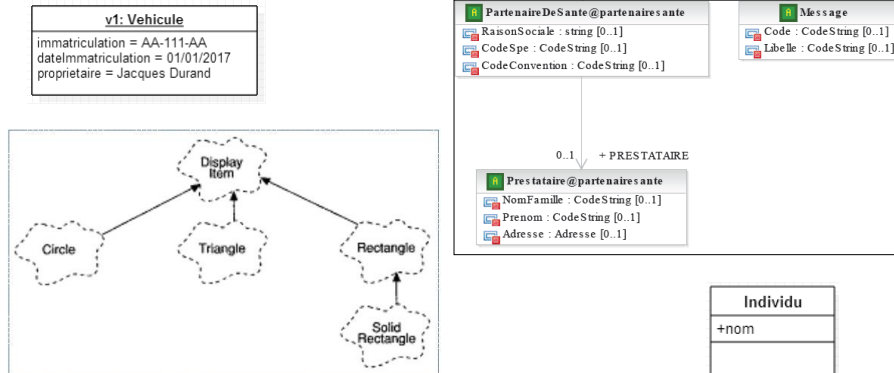 v1: Vehicule
immatriculation = AA-111-AA
dateImmatriculation = 01/01/2017
proprietaire = Jacques Durand
A PartenaireDeSante@partenairesante
RaisonSociale : string [0..1]
CodeSpe : CodeString [0..1]
CodeConvention : CodeString [0..1]
A Message
Code : CodeString [0..1]
Libelle : CodeString [0..1]
0..1 + PRESTATAIRE
A Prestataire@partenairesante
NomFamille : CodeString [0..1]
Prenom : CodeString [0..1]
Adresse : Adresse [0..1]
Display
Item
Circle
Triangle
Rectangle
Solid
Rectangle
Individu
+nom